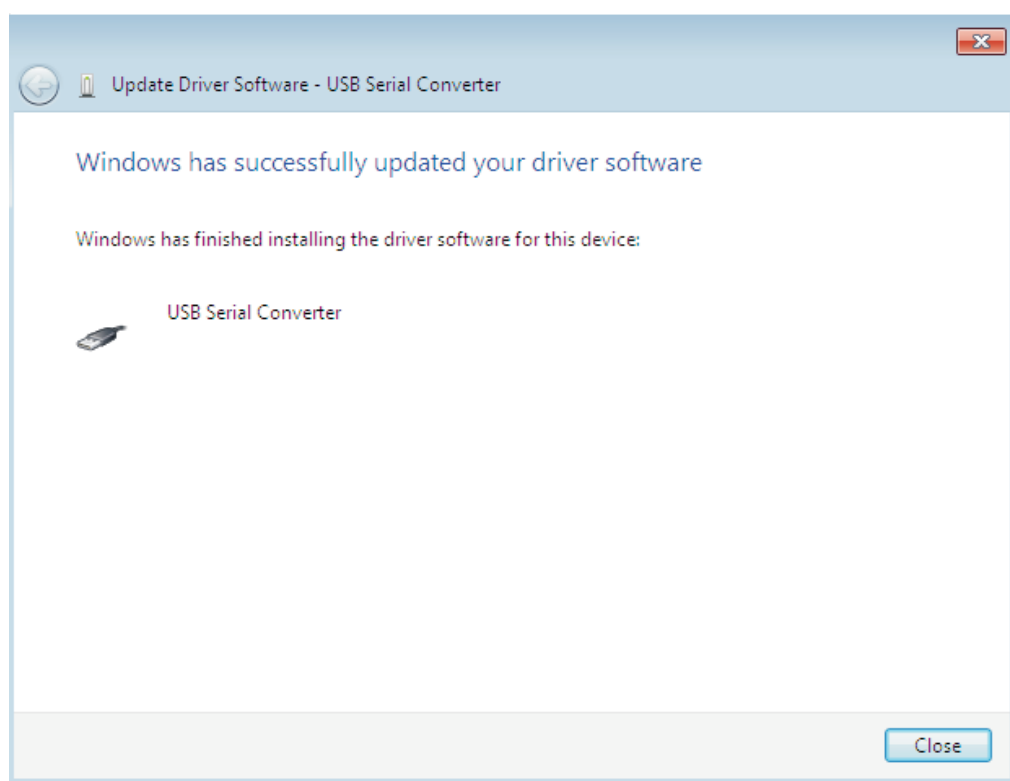 Update Driver Software - USB Serial Converter
Windows has successfully updated your driver software
Windows has finished installing the driver software for this device:
USB Serial Converter
Close